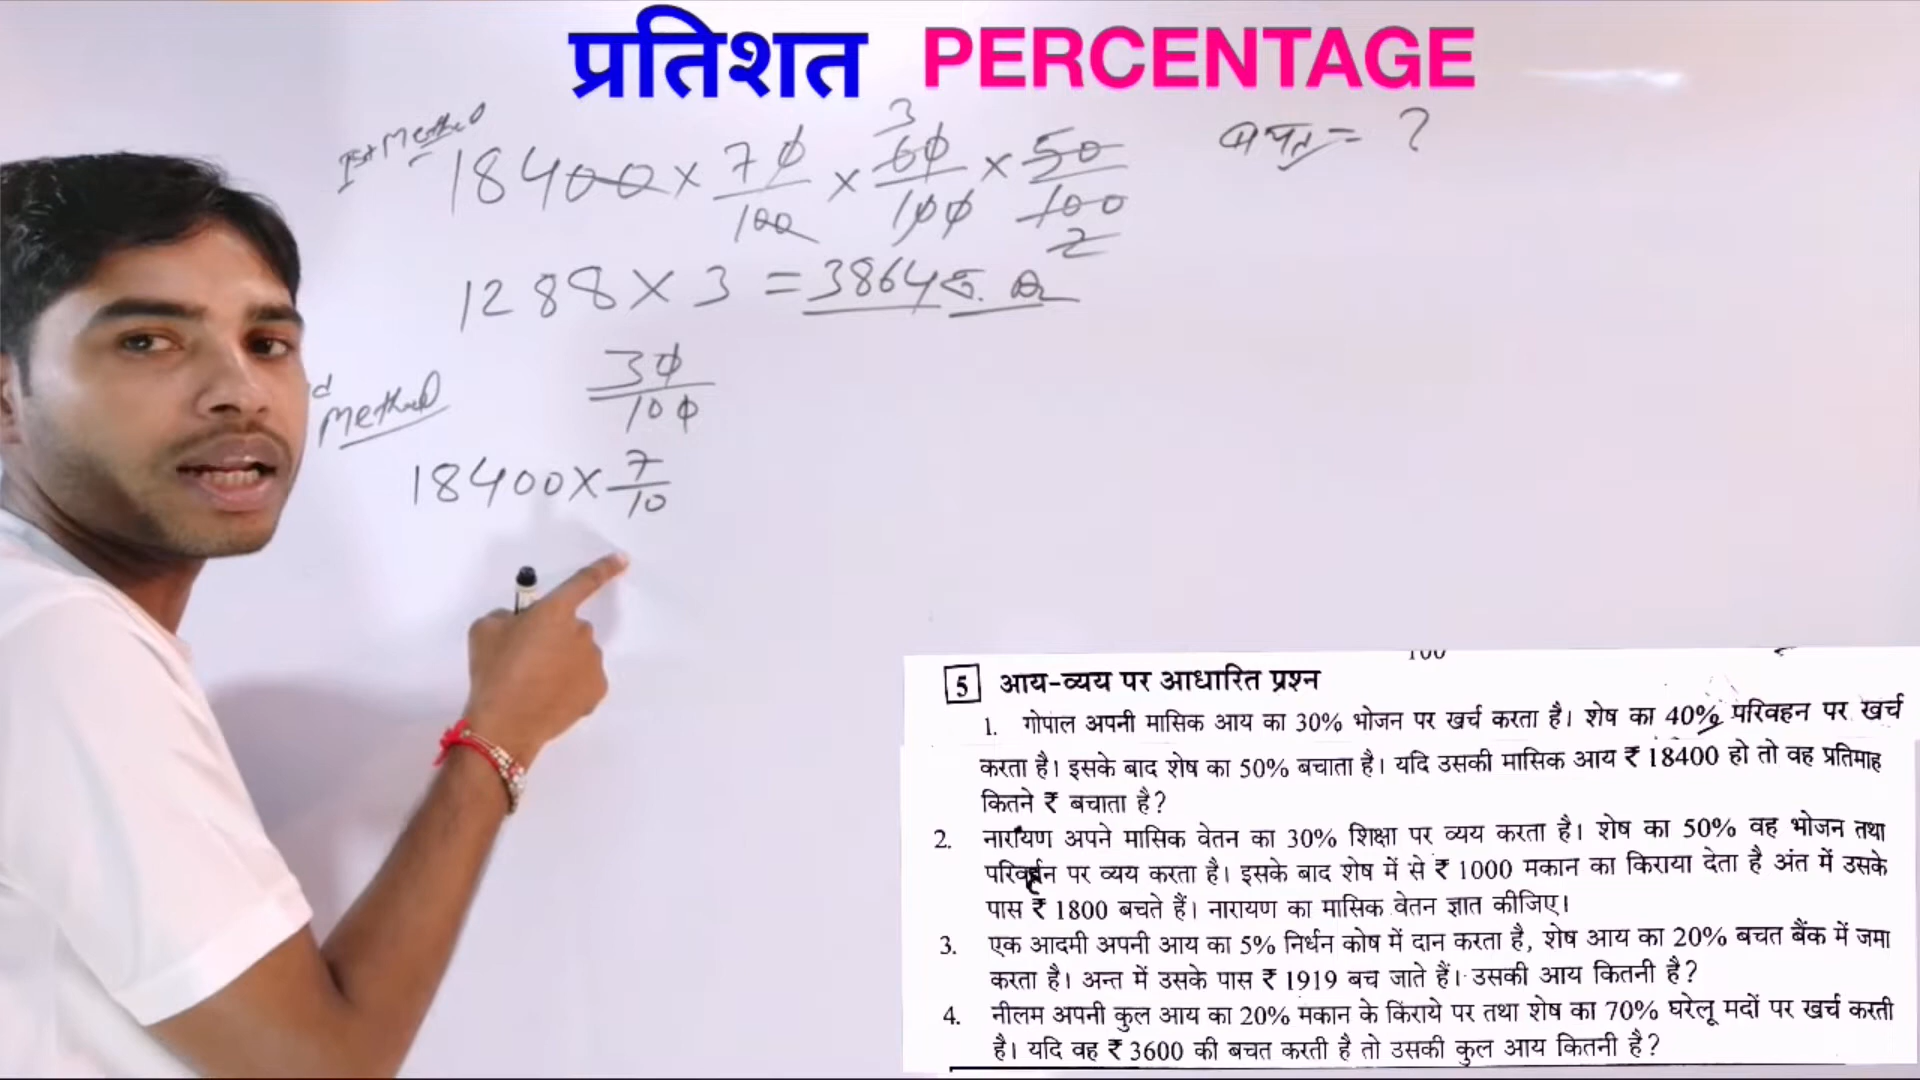 प्रतिशत PERCENTAGE
Ist Method
3
18400 × 70/100 × 60/100 × 50/100
2
बचत = ?
1288 × 3 = 3864 रु.
30/100
Method
18400 × 7/10
100
5 आय-व्यय पर आधारित प्रश्न
1. गोपाल अपनी मासिक आय का 30% भोजन पर खर्च करता है। शेष का 40% परिवहन पर खर्च
करता है। इसके बाद शेष का 50% बचाता है। यदि उसकी मासिक आय ₹ 18400 हो तो वह प्रतिमाह
कितने ₹ बचाता है?
2. नारायण अपने मासिक वेतन का 30% शिक्षा पर व्यय करता है। शेष का 50% वह भोजन तथा
पर व्यय करता है। इसके बाद शेष में से ₹ 1000 मकान का किराया देता है अंत में उसके
पास ₹ 1800 बचते हैं। नारायण का मासिक वेतन ज्ञात कीजिए।
3. एक आदमी अपनी आय का 5% निर्धन कोष में दान करता है, शेष आय का 20% बचत बैंक में जमा
करता है। अन्त में उसके पास ₹ 1919 बच जाते हैं। उसकी आय कितनी है?
4. नीलम अपनी कुल आय का 20% मकान के किराये पर तथा शेष का 70% घरेलू मदों पर खर्च करती
है। यदि वह ₹ 3600 की बचत करती है तो उसकी कुल आय कितनी है?